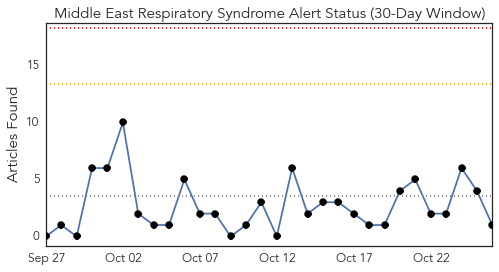 Middle East Respiratory Syndrome Alert Status (30-Day Window)
Articles Found
15
10
5
0
Sep 27 Oct 02 Oct 07 Oct 12 Oct 17 Oct 22